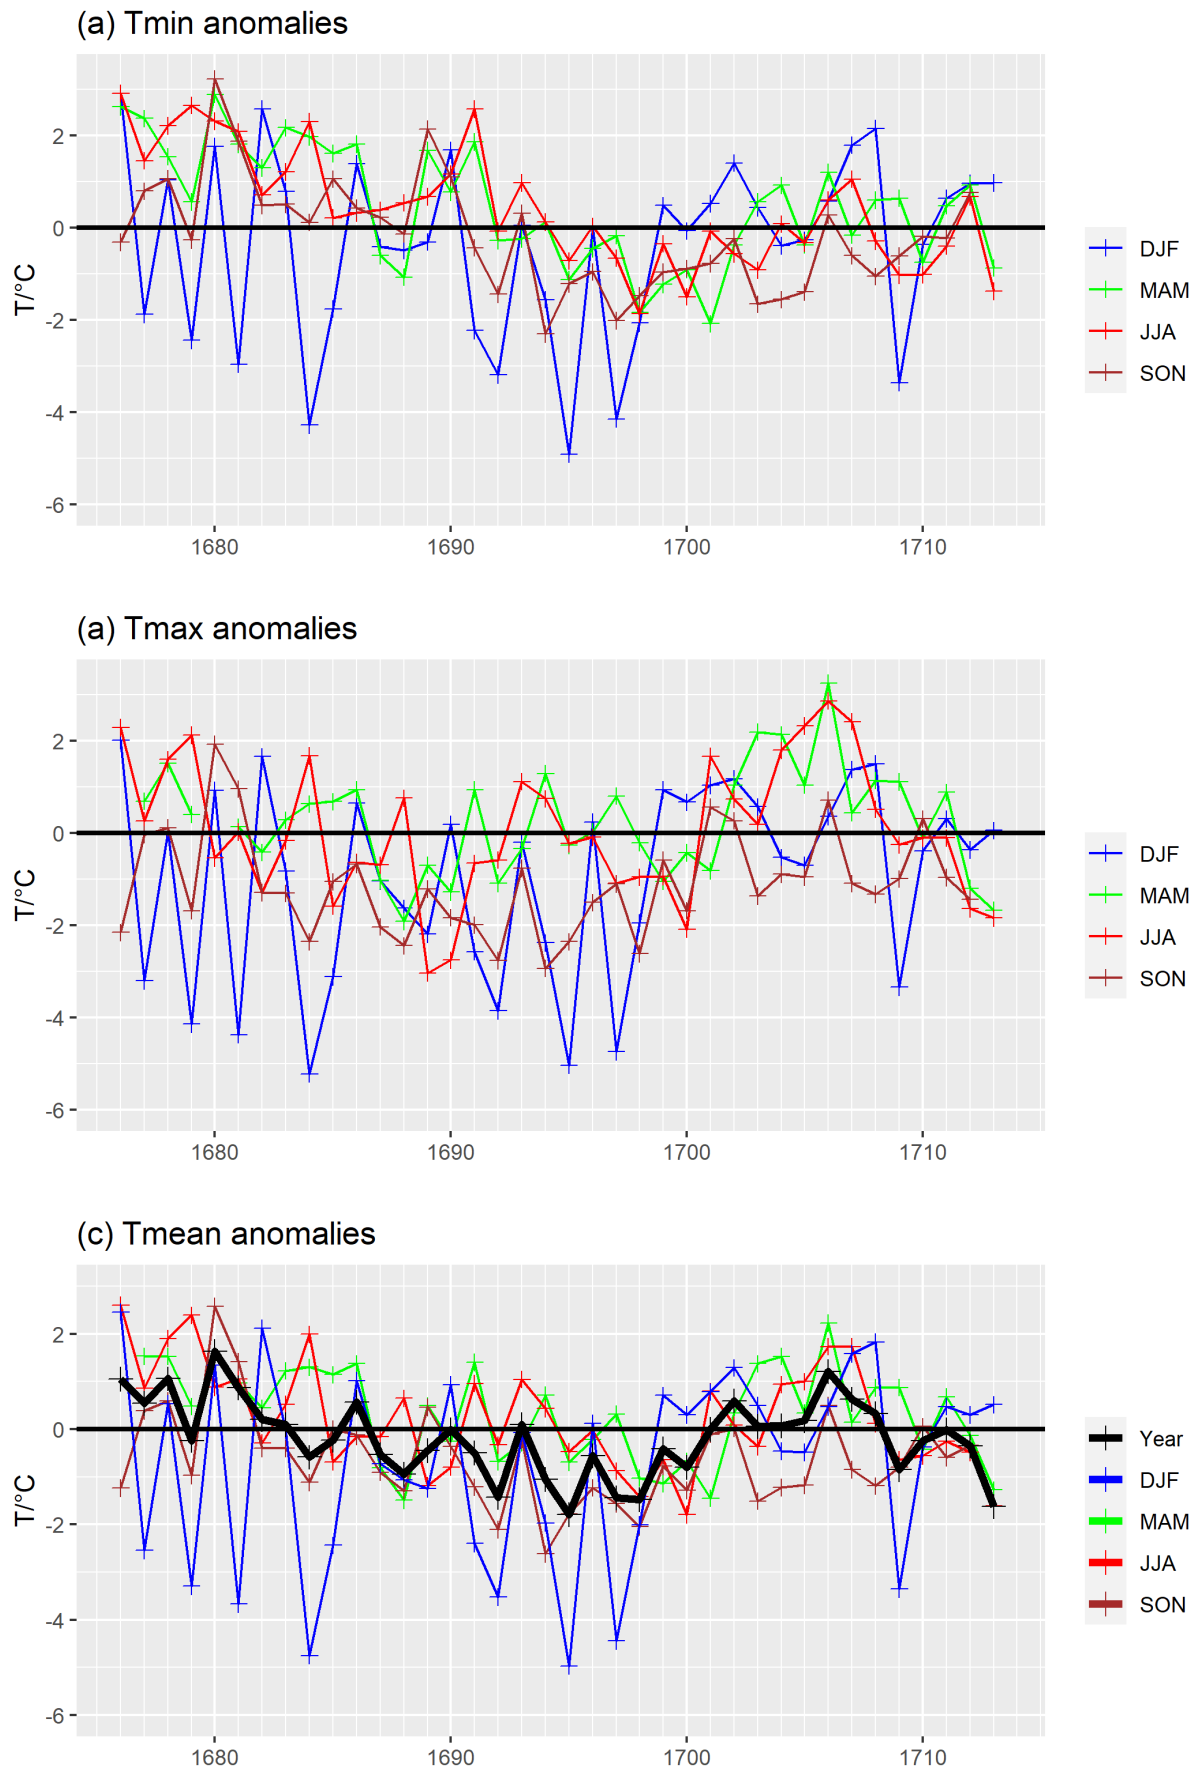 (a) Tmin anomalies
T/°C
2
0
-2
-4
-6
1680 1690 1700 1710
DJF
MAM
JJA
SON
(a) Tmax anomalies
T/°C
2
0
-2
-4
-6
1680 1690 1700 1710
DJF
MAM
JJA
SON
(c) Tmean anomalies
T/°C
2
0
-2
-4
-6
1680 1690 1700 1710
Year
DJF
MAM
JJA
SON